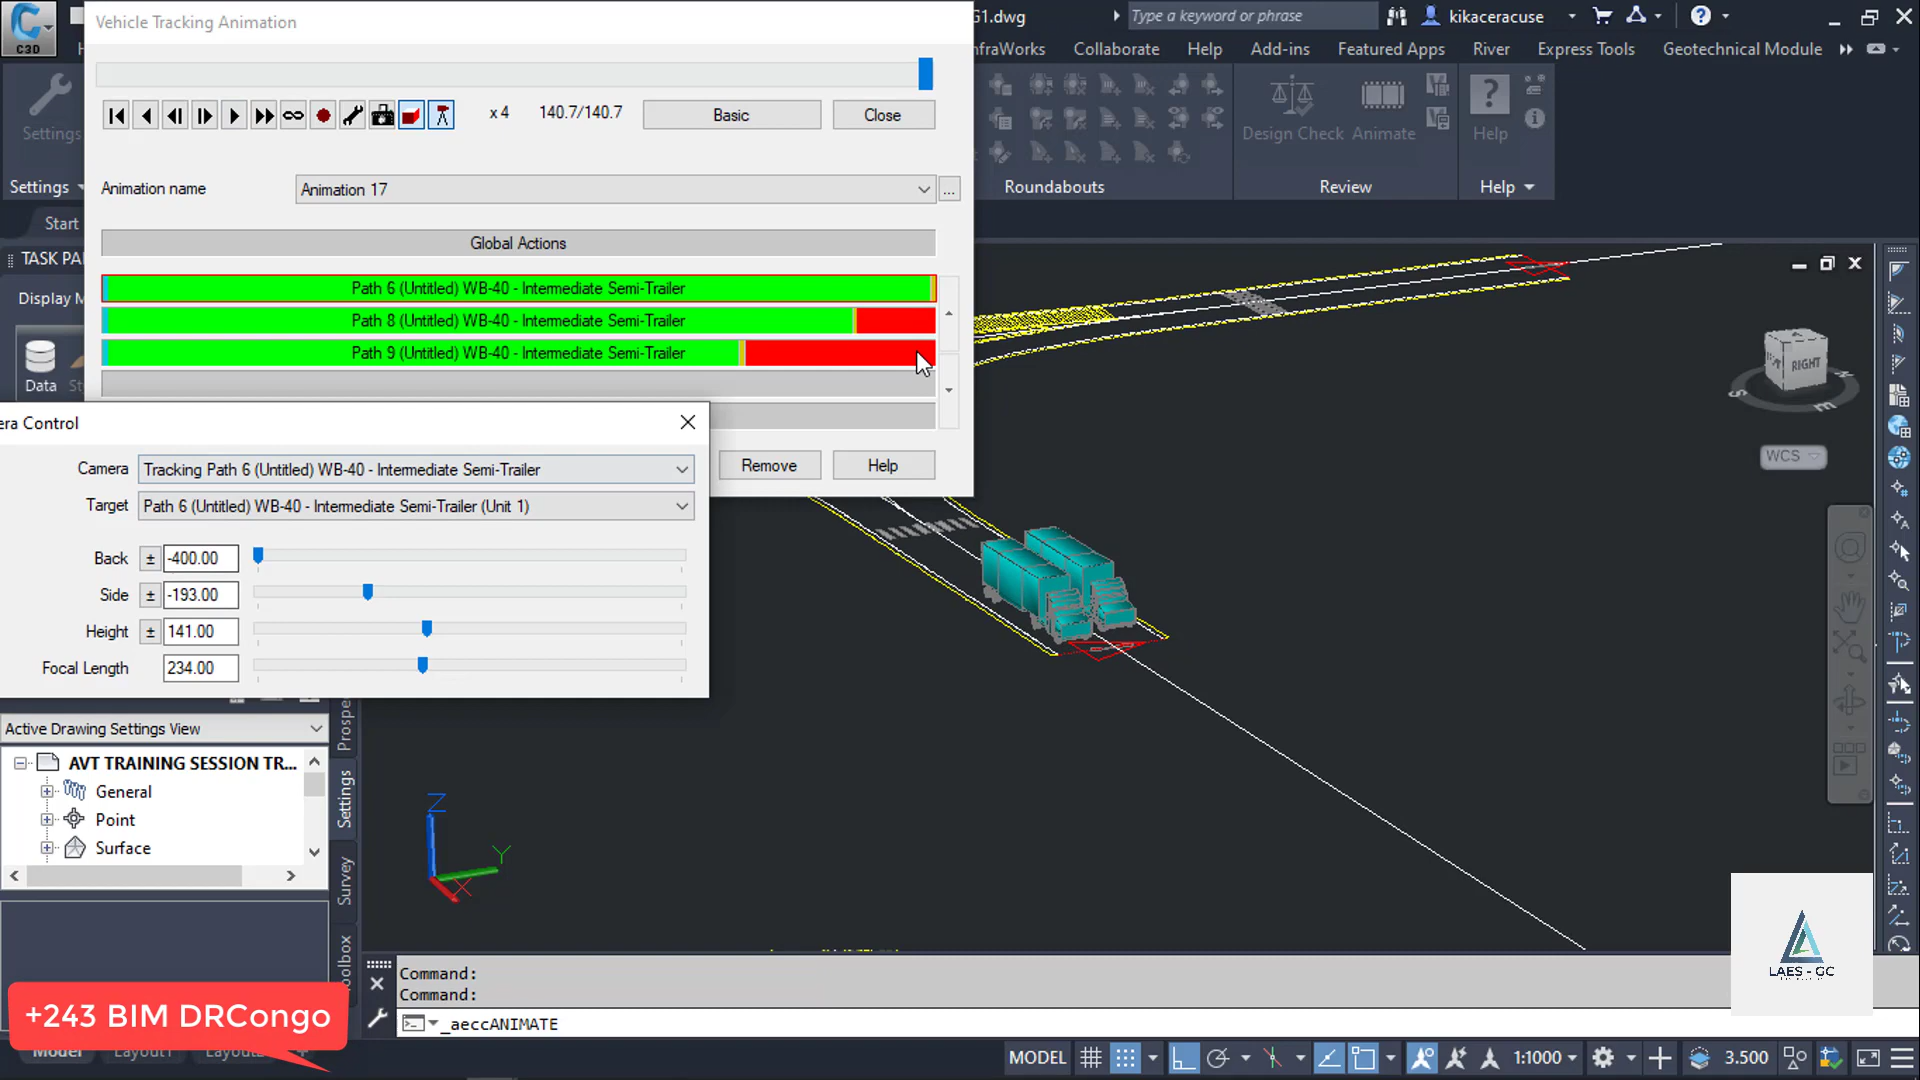 Vehicle Tracking Animation
x 4
140.7/140.7
Basic
Close
Animation name
Animation 17
...
Global Actions
Path 6 (Untitled) WB-40 - Intermediate Semi-Trailer
Path 8 (Untitled) WB-40 - Intermediate Semi-Trailer
Path 9 (Untitled) WB-40 - Intermediate Semi-Trailer
Remove
Help
era Control
Camera
Tracking Path 6 (Untitled) WB-40 - Intermediate Semi-Trailer
Target
Path 6 (Untitled) WB-40 - Intermediate Semi-Trailer (Unit 1)
Back
±
-400.00
Side
±
-193.00
Height
±
141.00
Focal Length
234.00
C3D
G1.dwg
Type a keyword or phrase
kikaceracuse
InfraWorks
Collaborate
Help
Add-ins
Featured Apps
River
Express Tools
Geotechnical Module
Settings
Settings
Design Check
Animate
Help
Roundabouts
Review
Help
Start
TASK PA
Display M
Data
RIGHT
S
WCS
Active Drawing Settings View
AVT TRAINING SESSION TR...
General
Point
Surface
Prospe
Settings
Survey
oolbox
Z
Y
X
Command:
Command:
_aeccANIMATE
LAES - GC
+243 BIM DRCongo
Model
Layout1
MODEL
1:1000
3.500